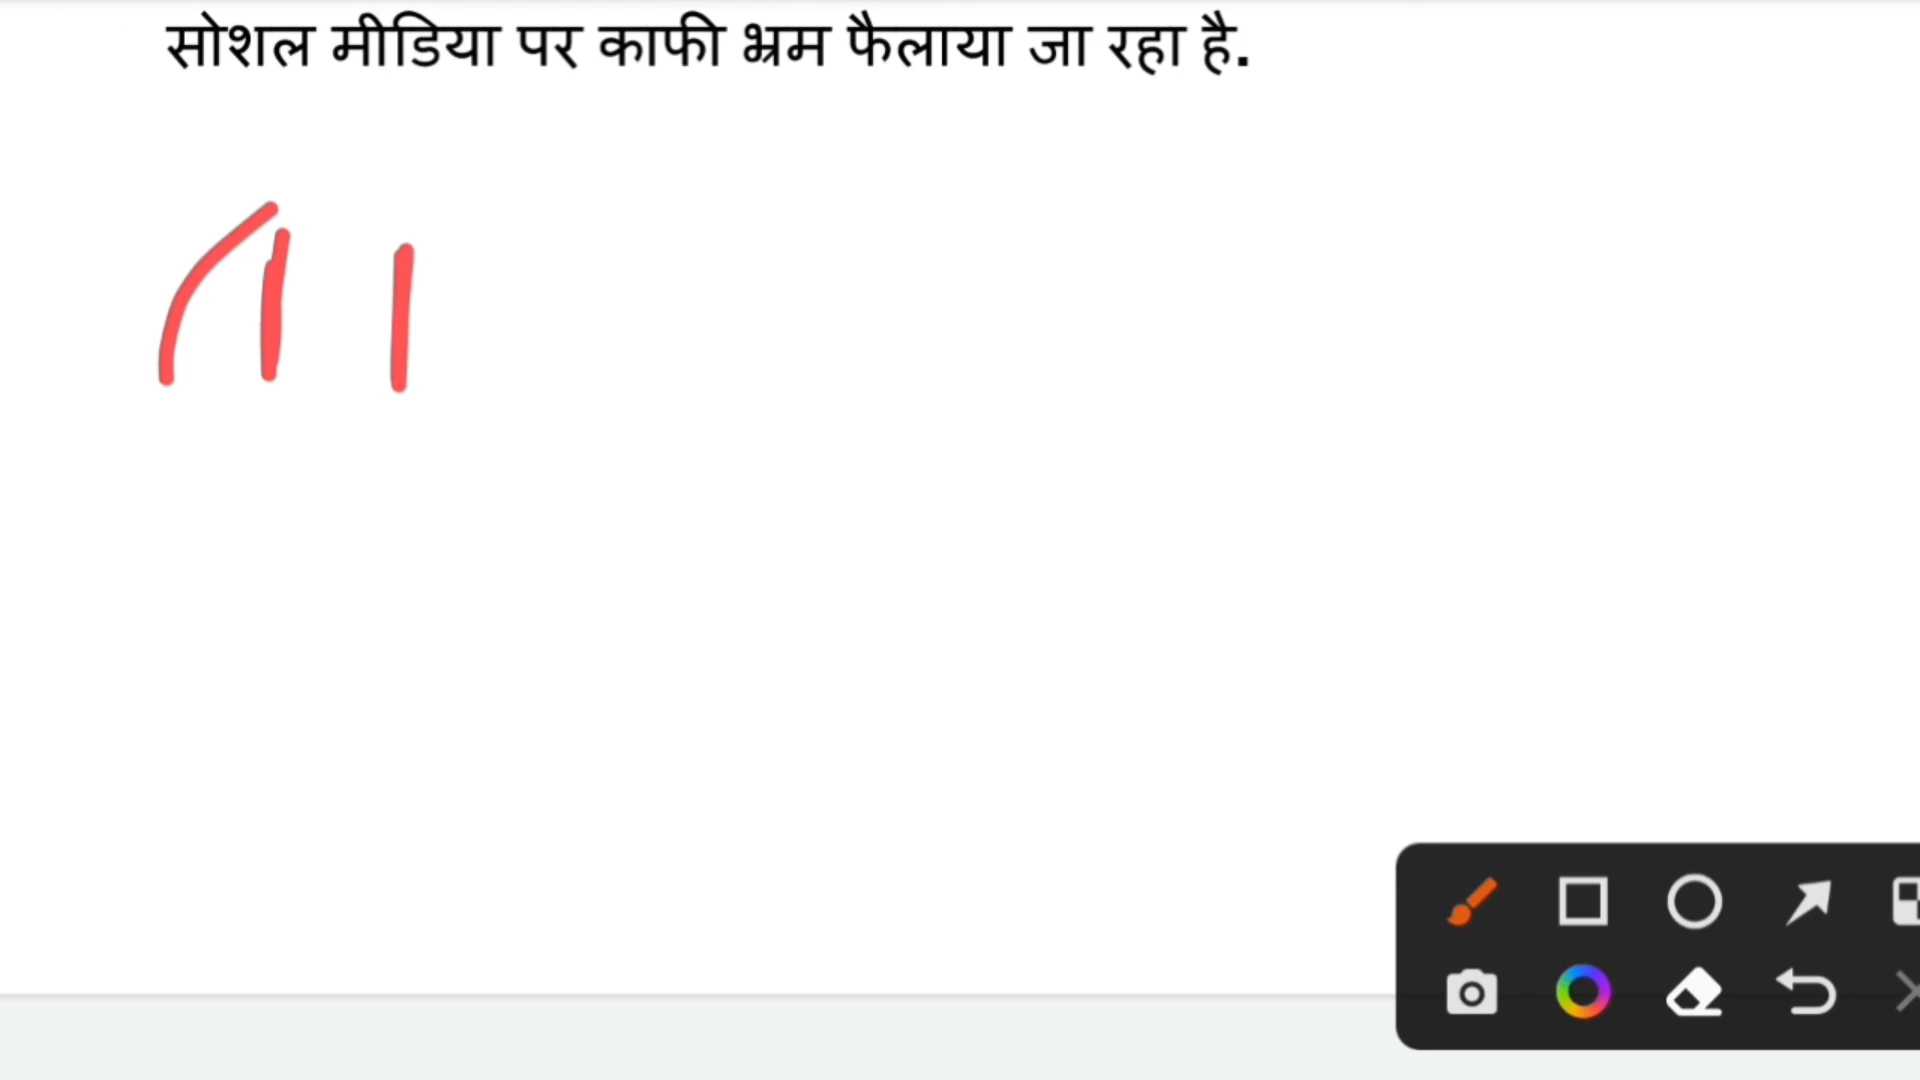 सोशल मीडिया पर काफी भ्रम फैलाया जा रहा है.